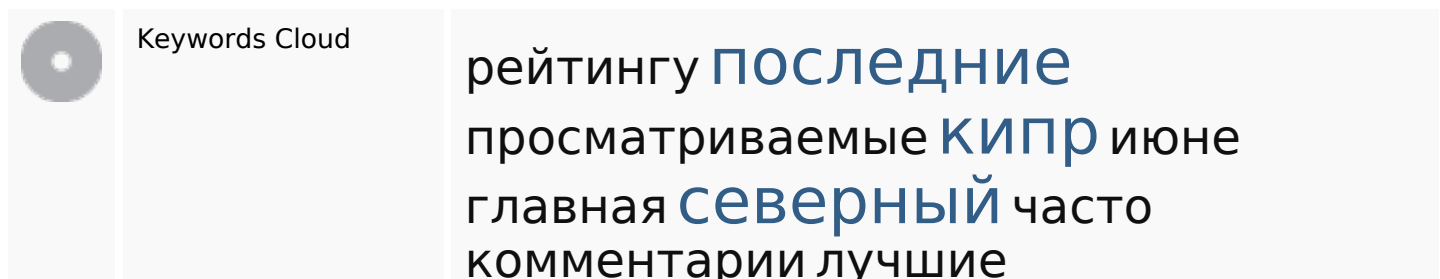 Keywords Cloud
рейтингу последние
просматриваемые кипр июне
главная северный часто
комментарии лучшие